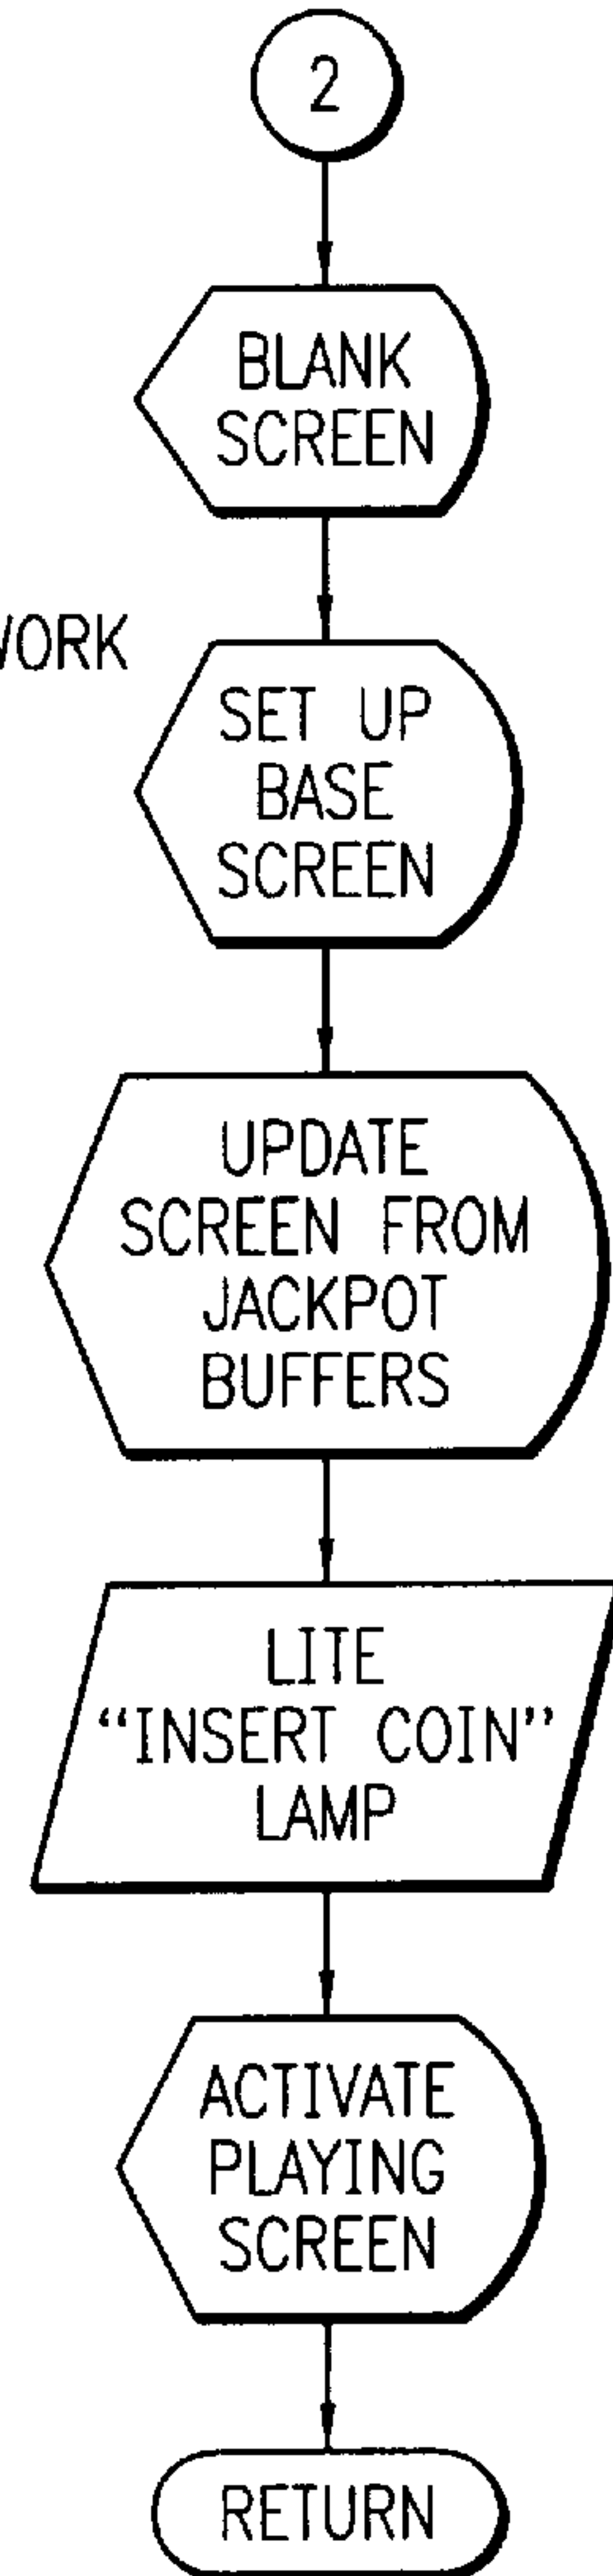 2
BLANK
SCREEN
SET UP
BASE
SCREEN
UPDATE
SCREEN FROM
JACKPOT
BUFFERS
LITE
“INSERT COIN”
LAMP
ACTIVATE
PLAYING
SCREEN
RETURN